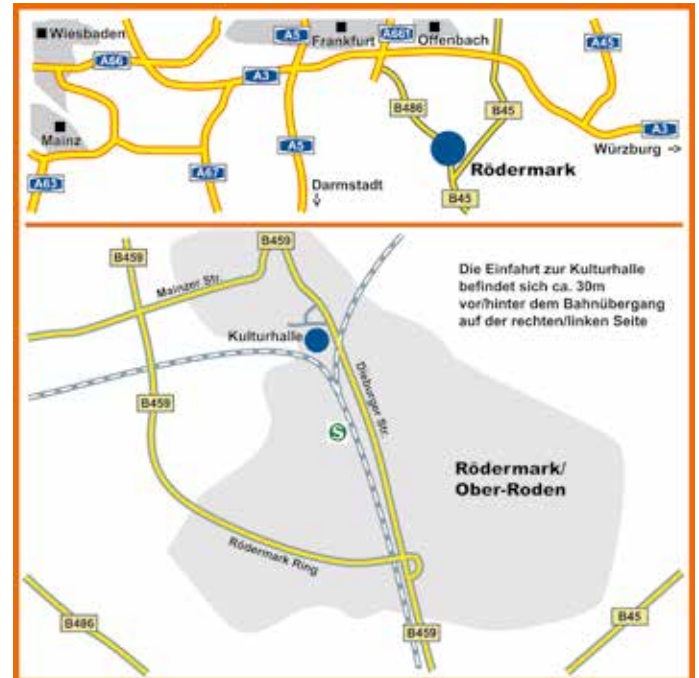 Wiesbaden
A5
Frankfurt
A661
Offenbach
A45
A66
A3
B486
B45
Mainz
A5
A3
Würzburg ->
A63
A67
Darmstadt
Rödermark
B45
B459
B459
Mainzer Str.
Die Einfahrt zur Kulturhalle
befindet sich ca. 30m
vor/hinter dem Bahnübergang
auf der rechten/linken Seite
Kulturhalle
B459
Dieburger Str.
S
Rödermark/
Ober-Roden
Rödermark Ring
B486
B459
B45